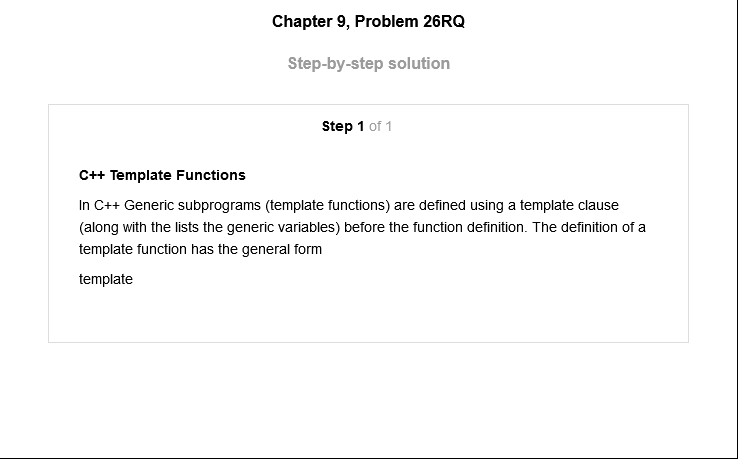 Chapter 9, Problem 26RQ
Step-by-step solution
Step 1 of 1
C++ Template Functions
In C++ Generic subprograms (template functions) are defined using a template clause
(along with the lists the generic variables) before the function definition. The definition of a
template function has the general form
template